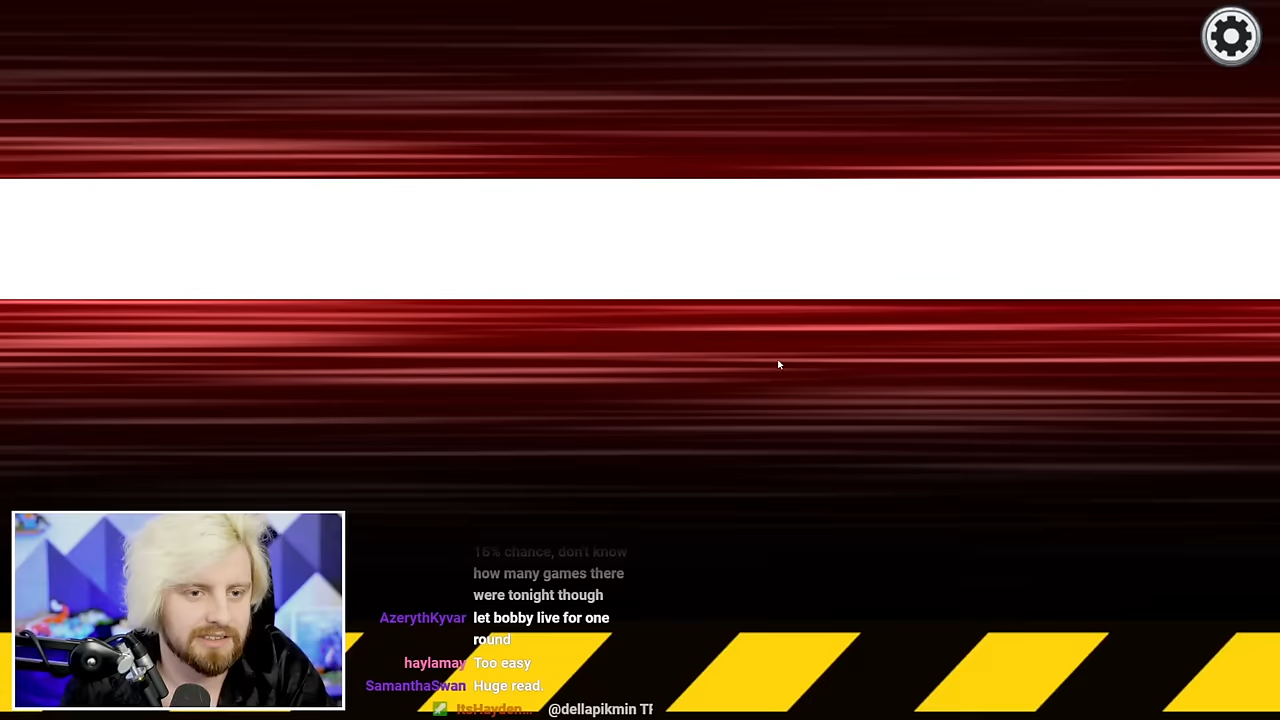 16% chance, don't know
how many games there
were tonight though
AzerythKyvar let bobby live for one
round
haylamay Too easy
SamanthaSwan Huge read.
ItsHayden... @dellapikmin